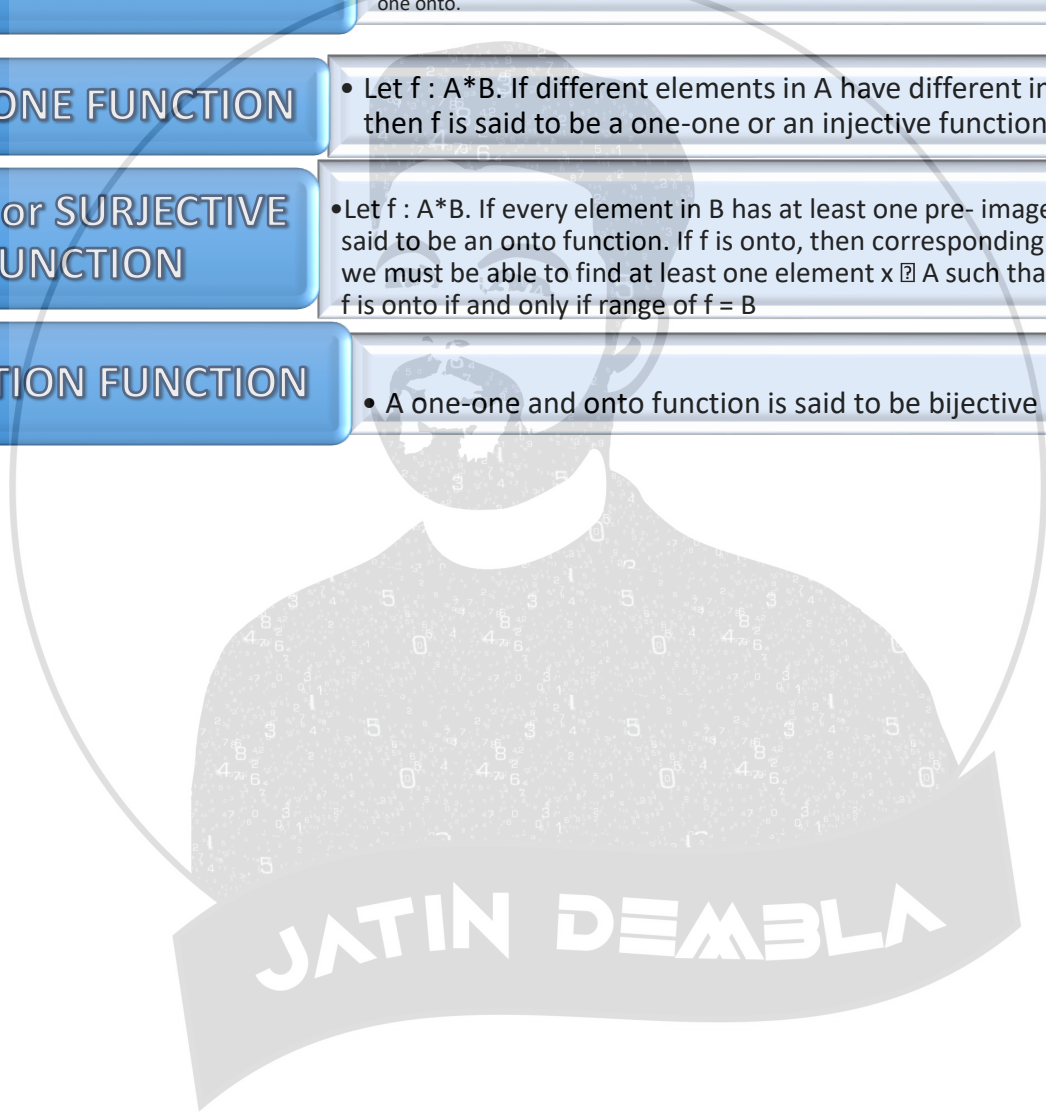 one onto.
ONE FUNCTION
• Let f : A*B. If different elements in A have different
then f is said to be a one-one or an injective function
or SURJECTIVE
UNCTION
•Let f : A*B. If every element in B has at least one pre- image
said to be an onto function. If f is onto, then corresponding
we must be able to find at least one element x ⍰ A such tha
f is onto if and only if range of f = B
TION FUNCTION
• A one-one and onto function is said to be bijective
JATIN DEMBLA